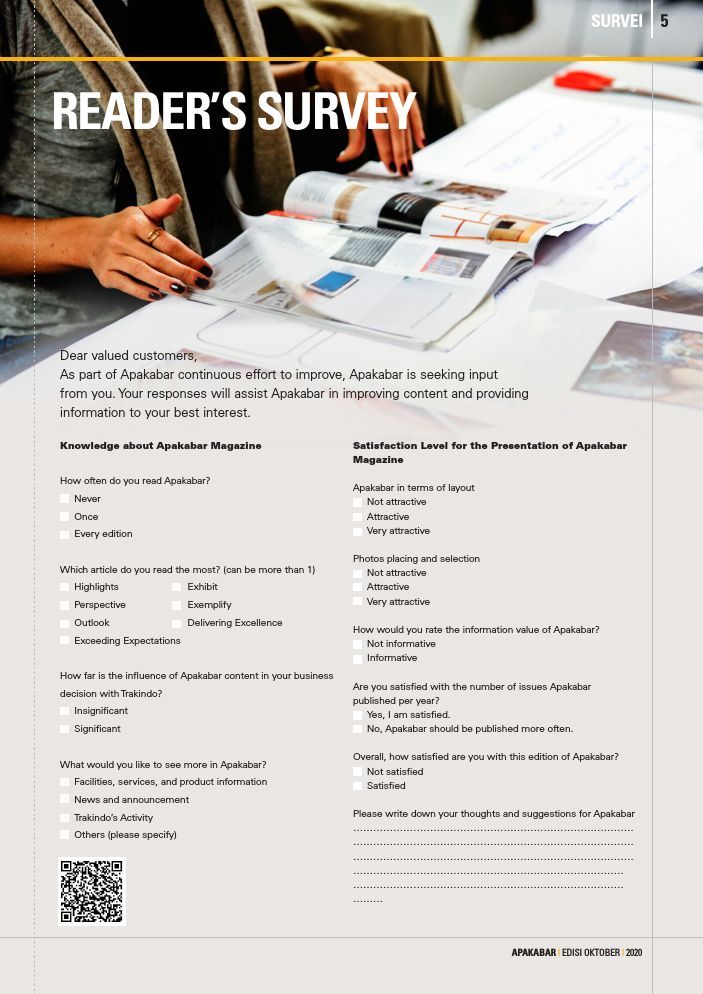 SURVEI 5
READER'S SURVEY
Dear valued customers,
As part of Apakabar continuous effort to improve, Apakabar is seeking input
from you. Your responses will assist Apakabar in improving content and providing
information to your best interest.
Knowledge about Apakabar Magazine
How often do you read Apakabar?
Never
Once
Every edition
Which article do you read the most? (can be more than 1)
Highlights
Exhibit
Perspective
Exemplify
Outlook
Delivering Excellence
Exceeding Expectations
How far is the influence of Apakabar content in your business
decision with Trakindo?
Insignificant
Significant
What would you like to see more in Apakabar?
Facilities, services, and product information
News and announcement
Trakindo's Activity
Others (please specify)
Satisfaction Level for the Presentation of Apakabar
Magazine
Apakabar in terms of layout
Not attractive
Attractive
Very attractive
Photos placing and selection
Not attractive
Attractive
Very attractive
How would you rate the information value of Apakabar?
Not informative
Informative
Are you satisfied with the number of issues Apakabar
published per year?
Yes, I am satisfied.
No, Apakabar should be published more often.
Overall, how satisfied are you with this edition of Apakabar?
Not satisfied
Satisfied
Please write down your thoughts and suggestions for Apakabar
APAKABAR | EDISI OKTOBER | 2020